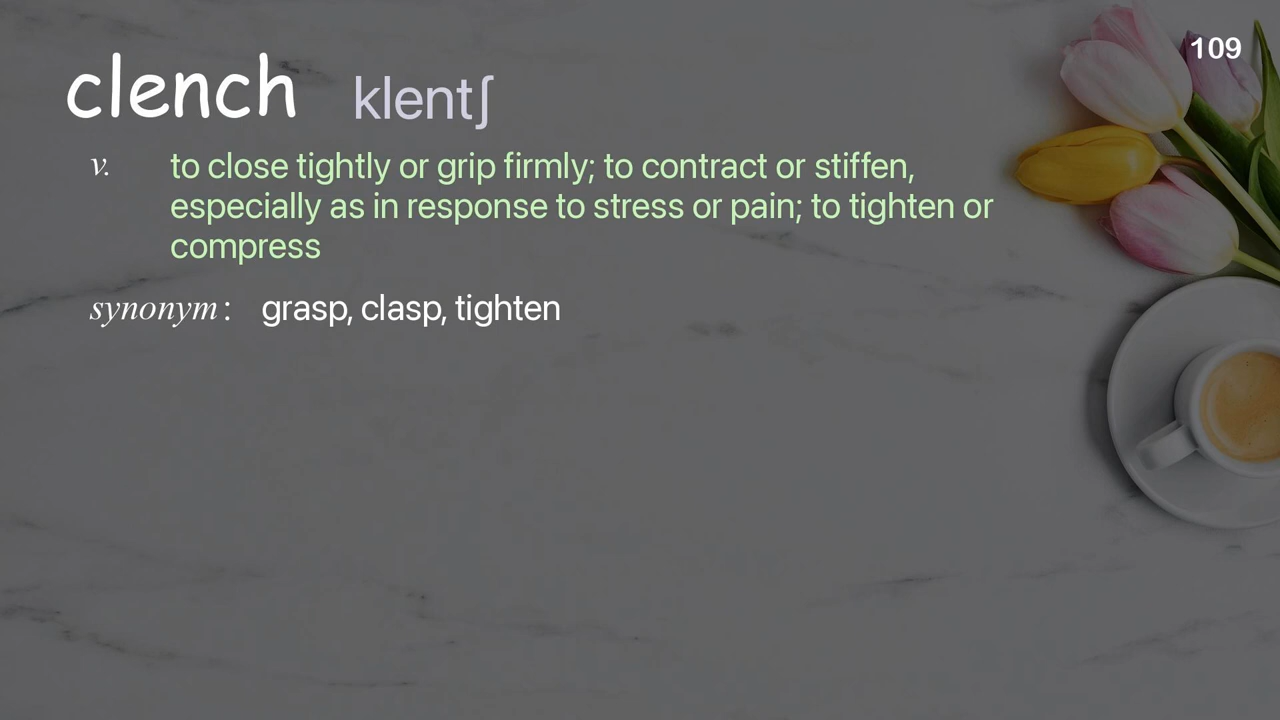 109
clench klentʃ
v. to close tightly or grip firmly; to contract or stiffen,
especially as in response to stress or pain; to tighten or
compress
synonym: grasp, clasp, tighten